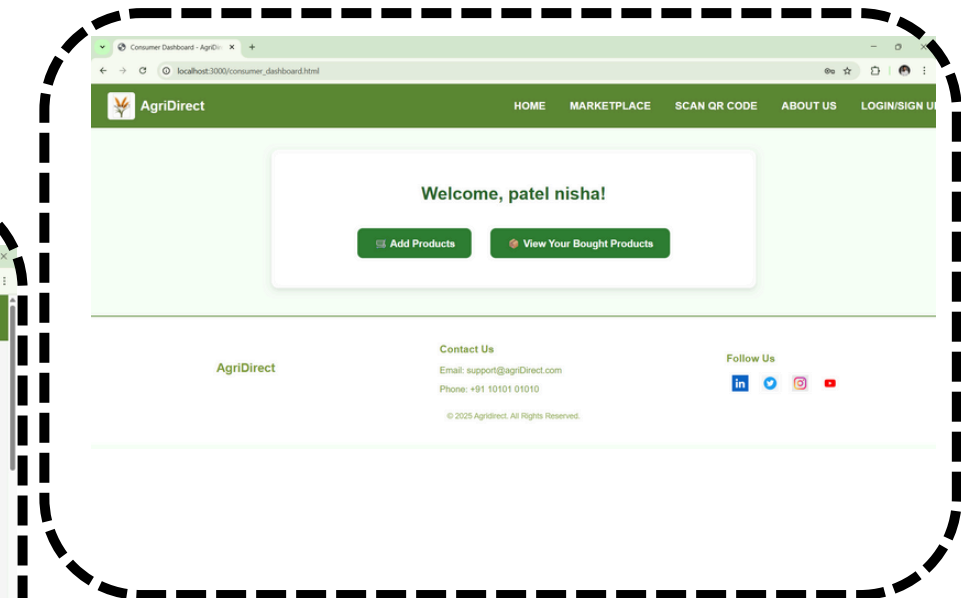 Consumer Dashboard - AgriDir
localhost:3000/consumer_dashboard.html
AgriDirect
HOME MARKETPLACE SCAN QR CODE ABOUT US LOGIN/SIGN U
Welcome, patel nisha!
Add Products
View Your Bought Products
AgriDirect
Contact Us
Email: support@agriDirect.com
Phone: +91 10101 01010
© 2025 Agridirect. All Rights Reserved.
Follow Us
in